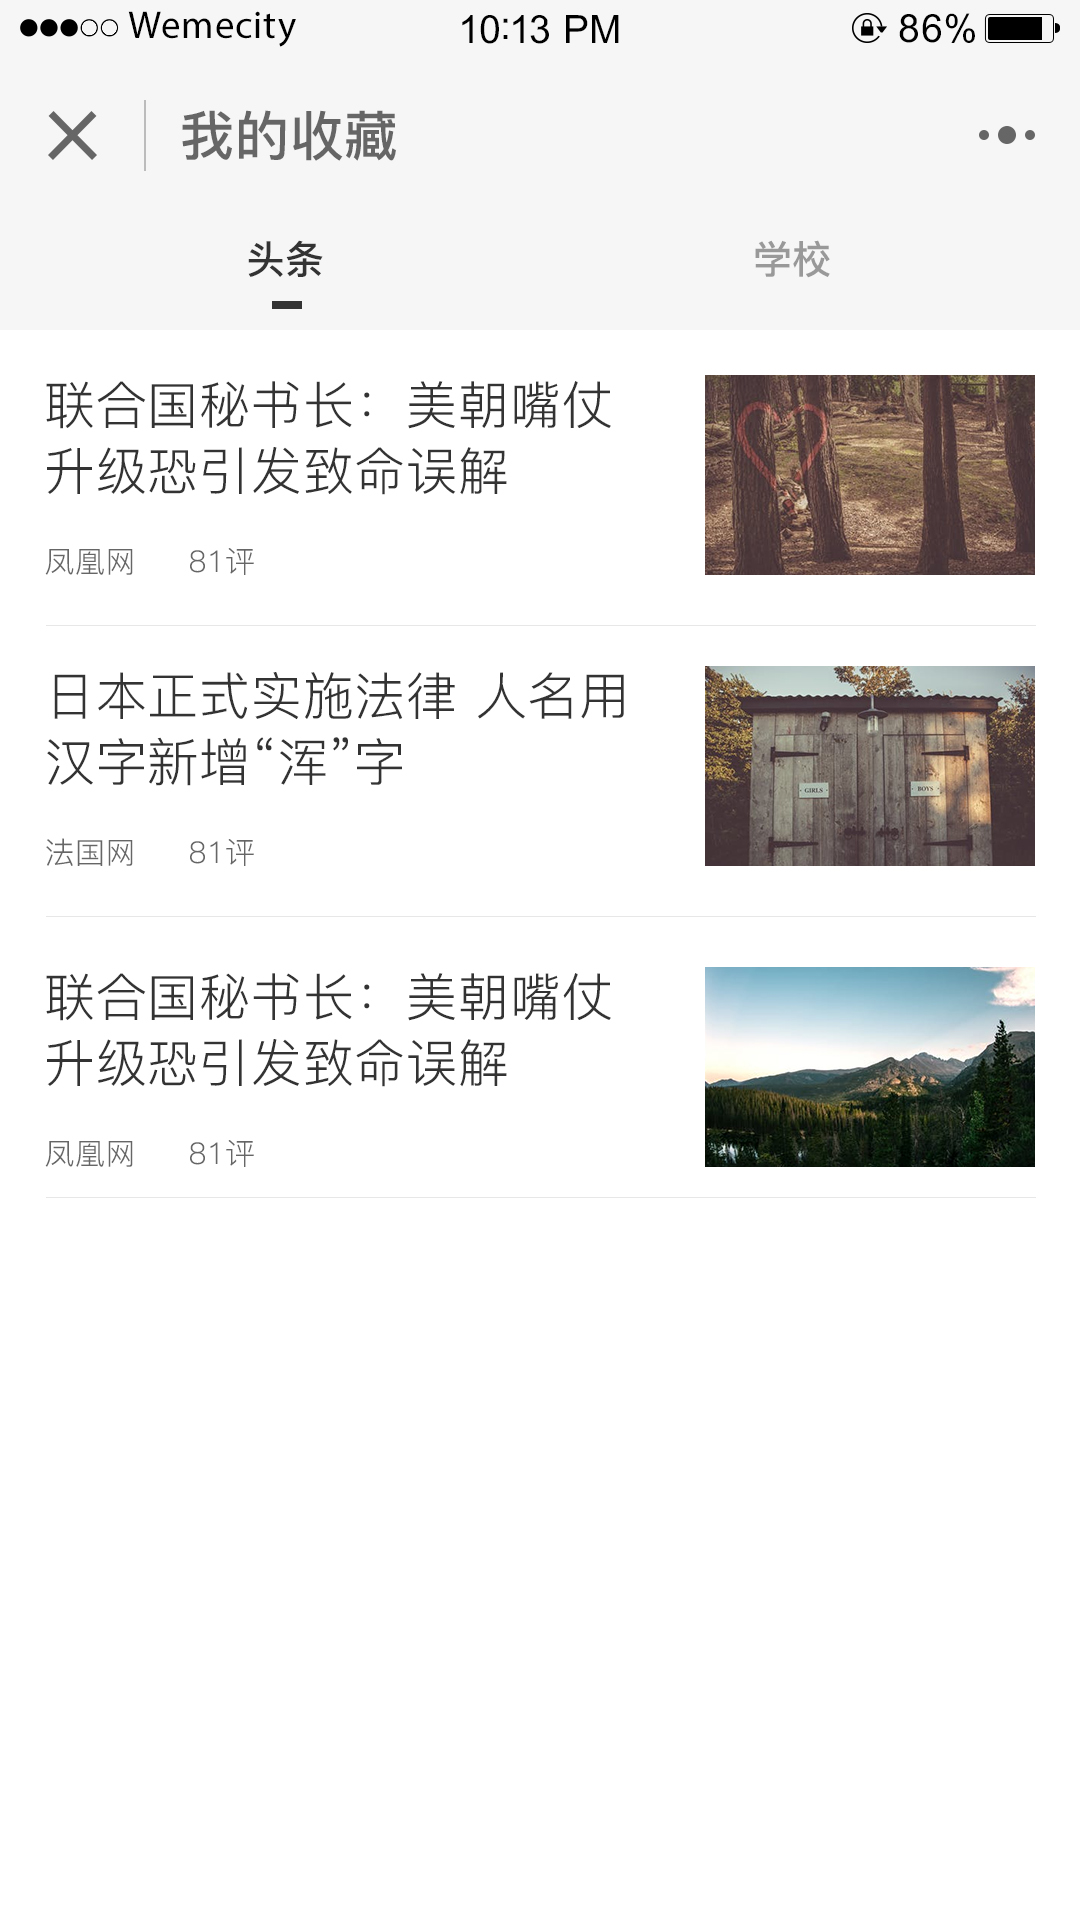 Wemecity 10:13 PM 86%
我的收藏
头条 学校
联合国秘书长：美朝嘴仗
升级恐引发致命误解
凤凰网 81评
日本正式实施法律 人名用
汉字新增“浑”字
法国网 81评
GIRLS BOYS
联合国秘书长：美朝嘴仗
升级恐引发致命误解
凤凰网 81评